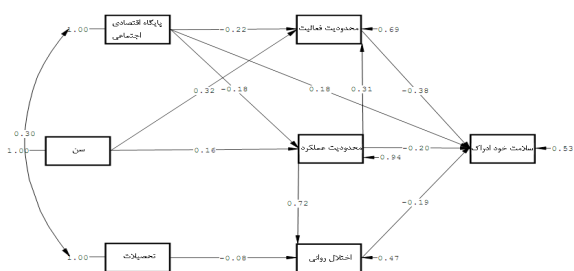 1.00
پایگاه اقتصادی
اجتماعی
-0.22
محدودیت فعالیت
0.69
0.32
-0.18
0.18
0.31
-0.38
0.30
1.00
سن
0.16
محدودیت عملکرد
0.94
-0.20
سلامت خود ادراک
0.53
0.72
-0.19
1.00
تحصیلات
-0.08
اختلال روانی
0.47